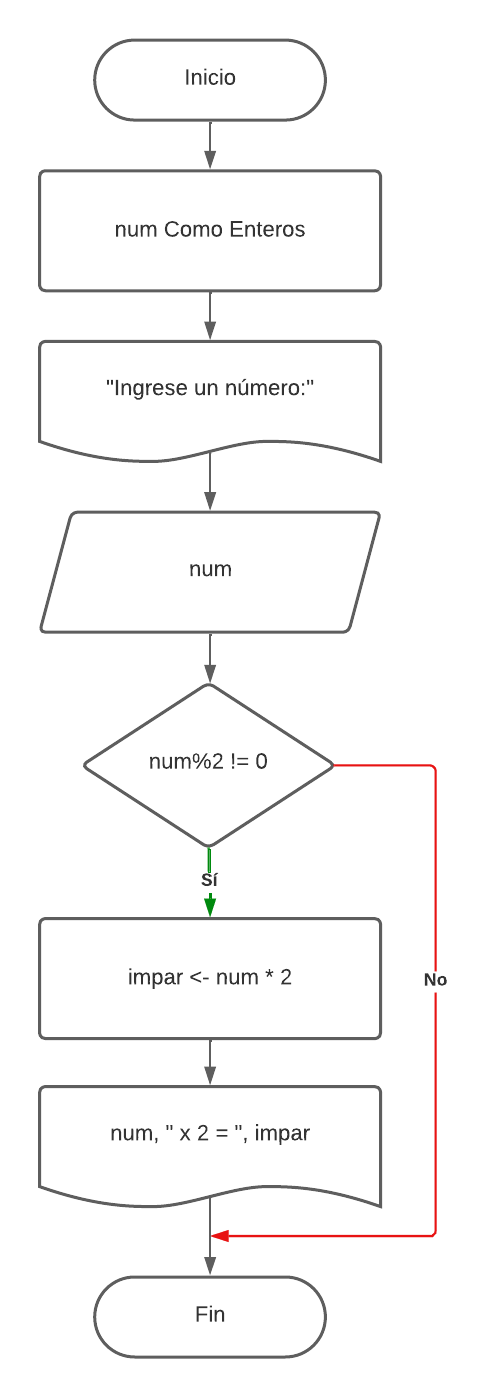 Inicio
num Como Enteros
"Ingrese un número:"
num
num%2 != 0
Sí
impar <- num * 2
No
num, " x 2 = ", impar
Fin